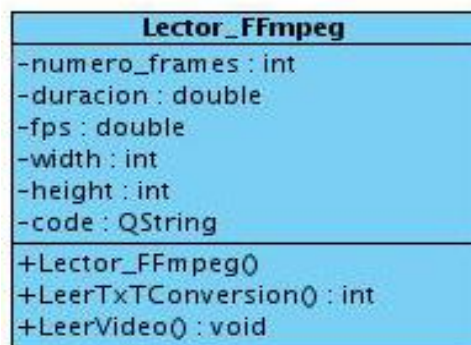 Lector_FFmpeg
-numero_frames : int
-duracion : double
-fps : double
-width : int
-height : int
-code : QString
+Lector_FFmpeg()
+LeerTxTConversion() : int
+LeerVideo() : void